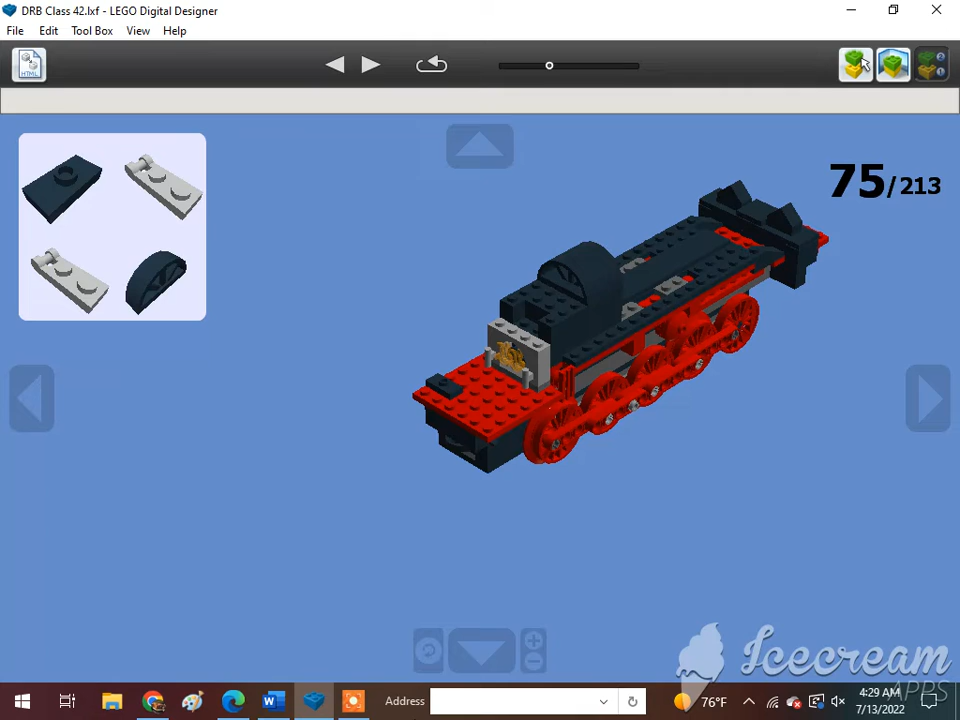 DRB Class 42.lxf - LEGO Digital Designer
File Edit Tool Box View Help
HTML
75/213
Icecream
APPS
Address
76°F
4:29 AM
7/13/2022